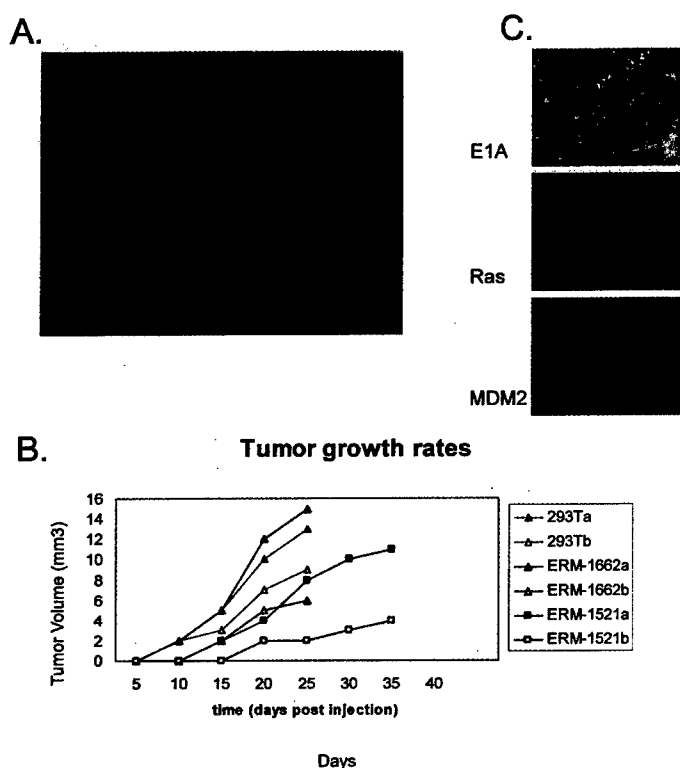 A.
C.
E1A
Ras
MDM2
B.
Tumor growth rates
Tumor Volume (mm3)
16
14
12
10
8
6
4
2
0
5 10 15 20 25 30 35 40
time (days post injection)
Days
293Ta
293Tb
ERM-1662a
ERM-1662b
ERM-1521a
ERM-1521b